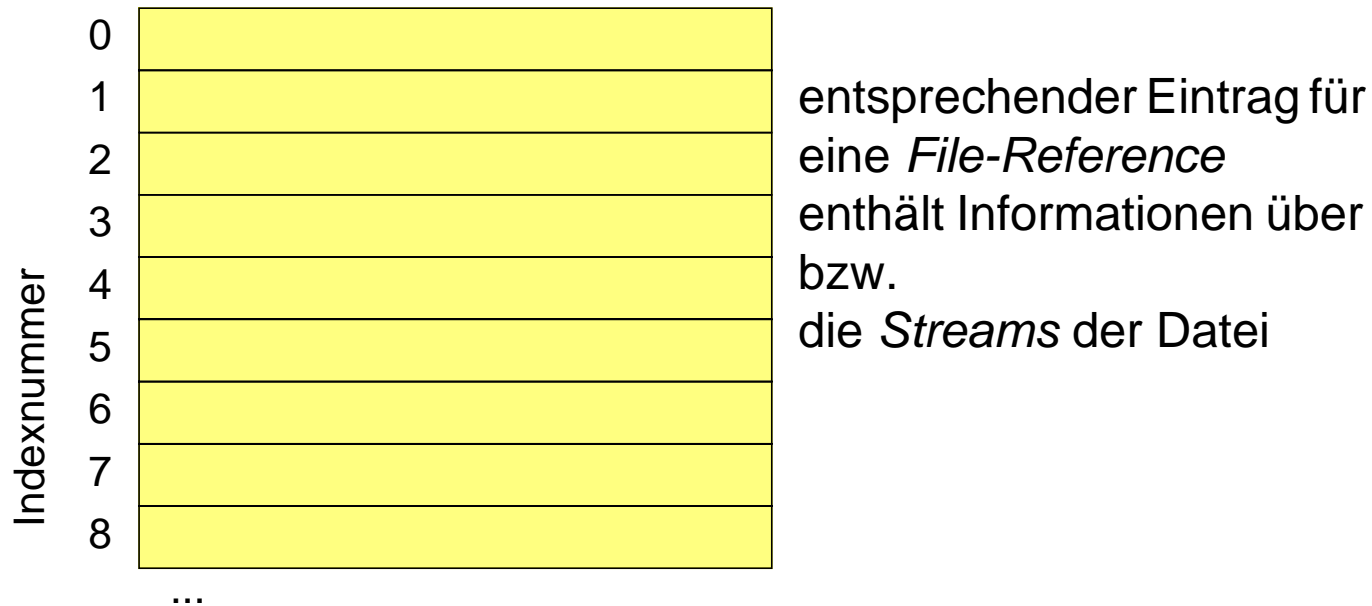 0
1
2
3
4
5
6
7
8
...
Indexnummer
entsprechender Eintrag für
eine File-Reference
enthält Informationen über
bzw.
die Streams der Datei